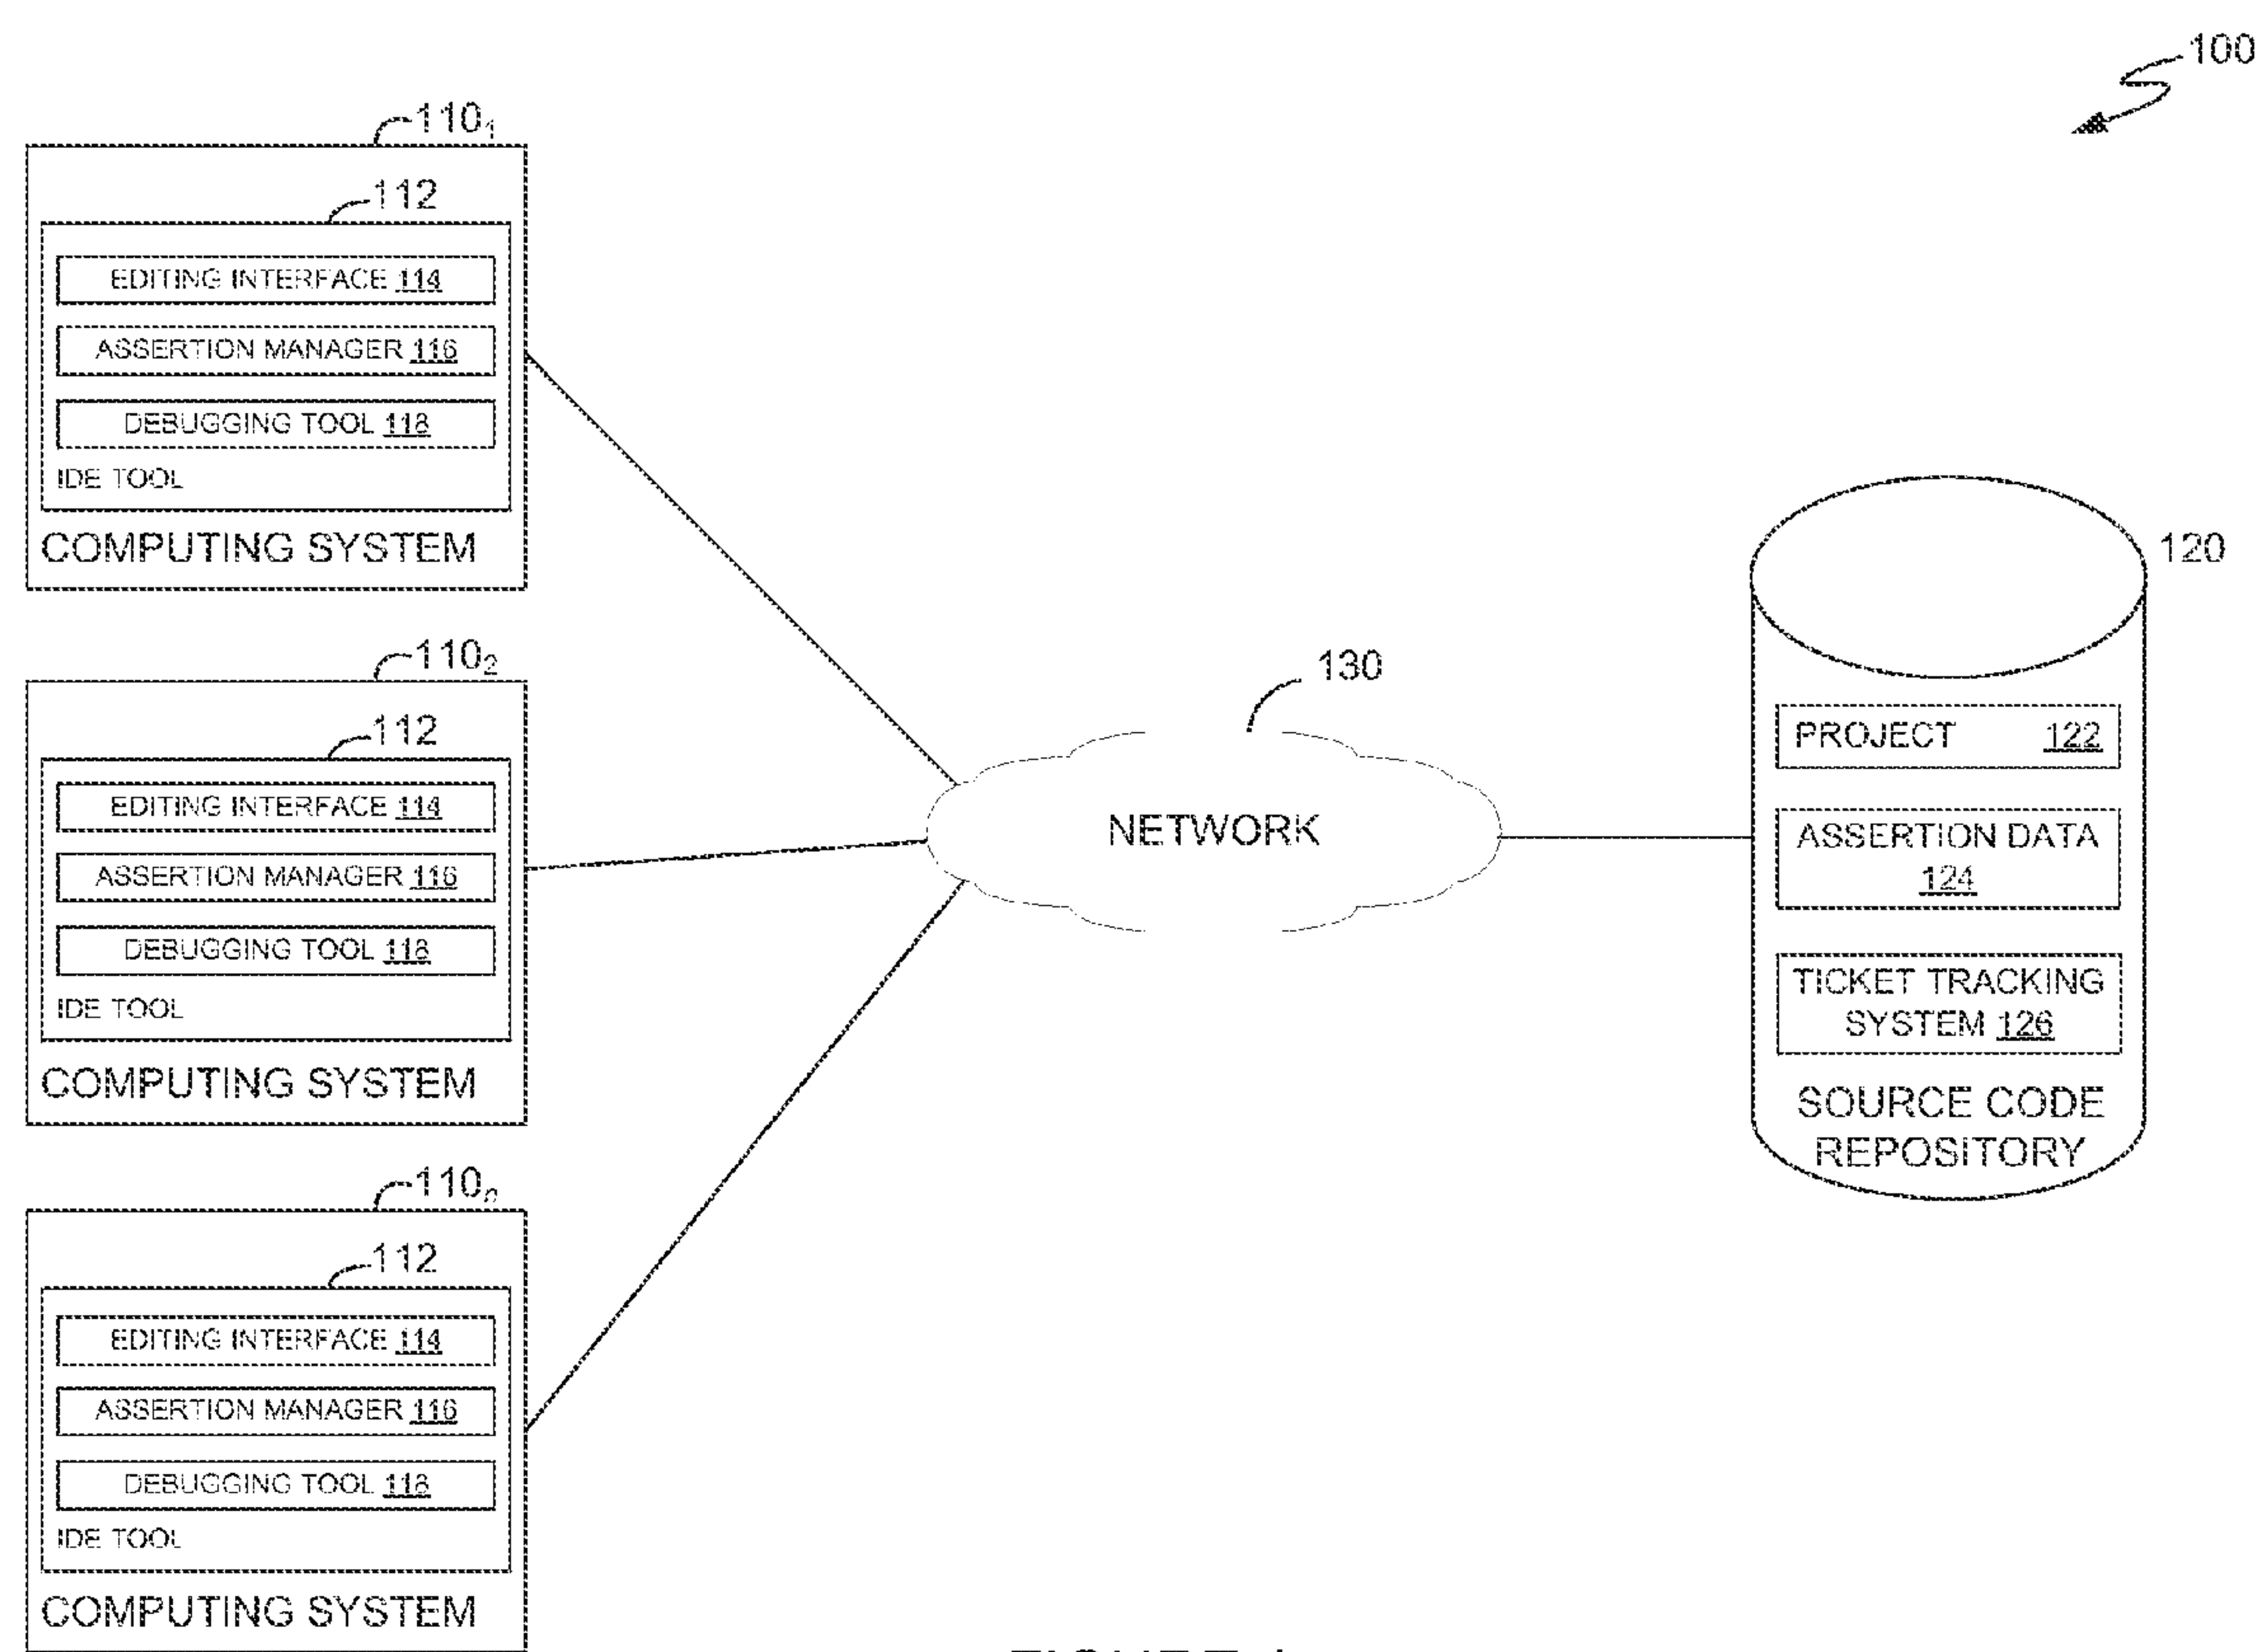 100
110₁
112
EDITING INTERFACE 114
ASSERTION MANAGER 116
DEBUGGING TOOL 118
IDE TOOL
COMPUTING SYSTEM
110₂
112
EDITING INTERFACE 114
ASSERTION MANAGER 116
DEBUGGING TOOL 118
IDE TOOL
COMPUTING SYSTEM
110ₙ
112
EDITING INTERFACE 114
ASSERTION MANAGER 116
DEBUGGING TOOL 118
IDE TOOL
COMPUTING SYSTEM
130
NETWORK
120
PROJECT 122
ASSERTION DATA
124
TICKET TRACKING
SYSTEM 126
SOURCE CODE
REPOSITORY